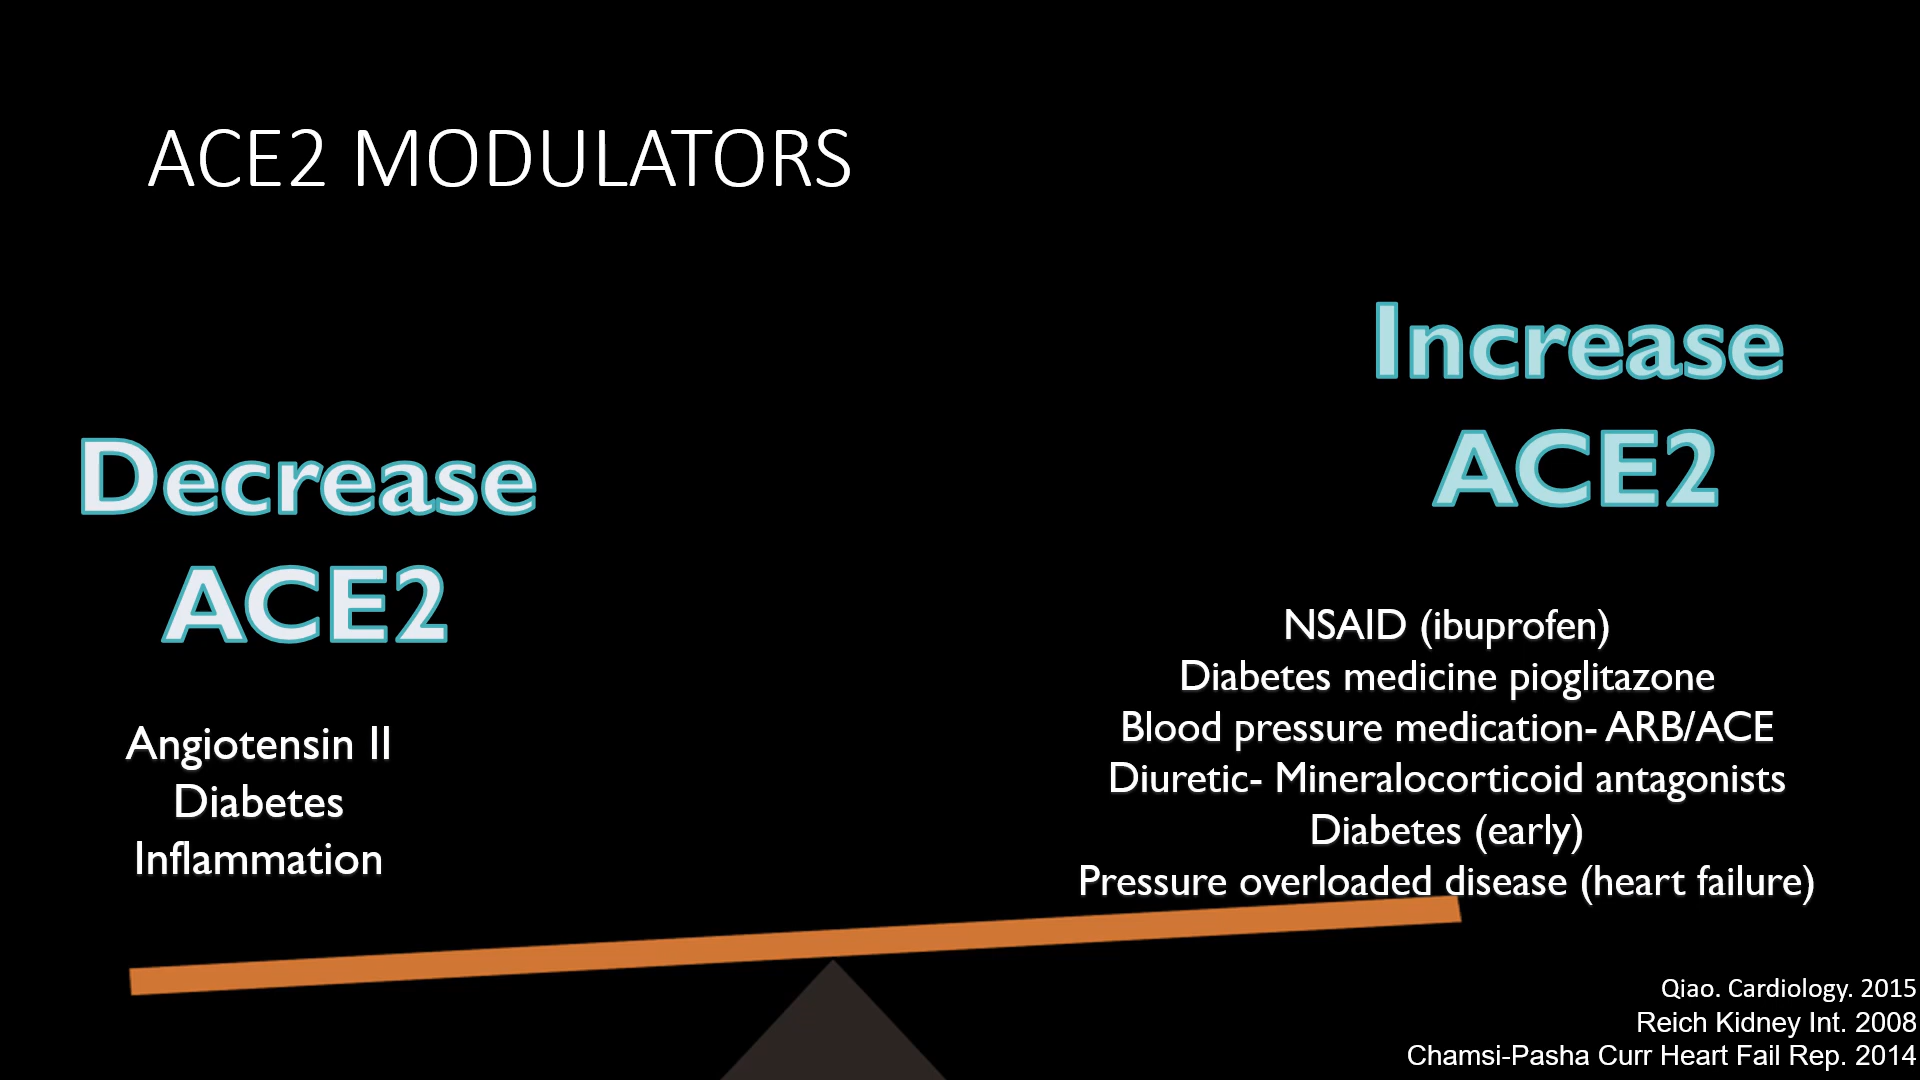 ACE2 MODULATORS
Decrease
ACE2
Angiotensin II
Diabetes
Inflammation
Increase
ACE2
NSAID (ibuprofen)
Diabetes medicine pioglitazone
Blood pressure medication- ARB/ACE
Diuretic- Mineralocorticoid antagonists
Diabetes (early)
Pressure overloaded disease (heart failure)
Qiao. Cardiology. 2015
Reich Kidney Int. 2008
Chamsi-Pasha Curr Heart Fail Rep. 2014